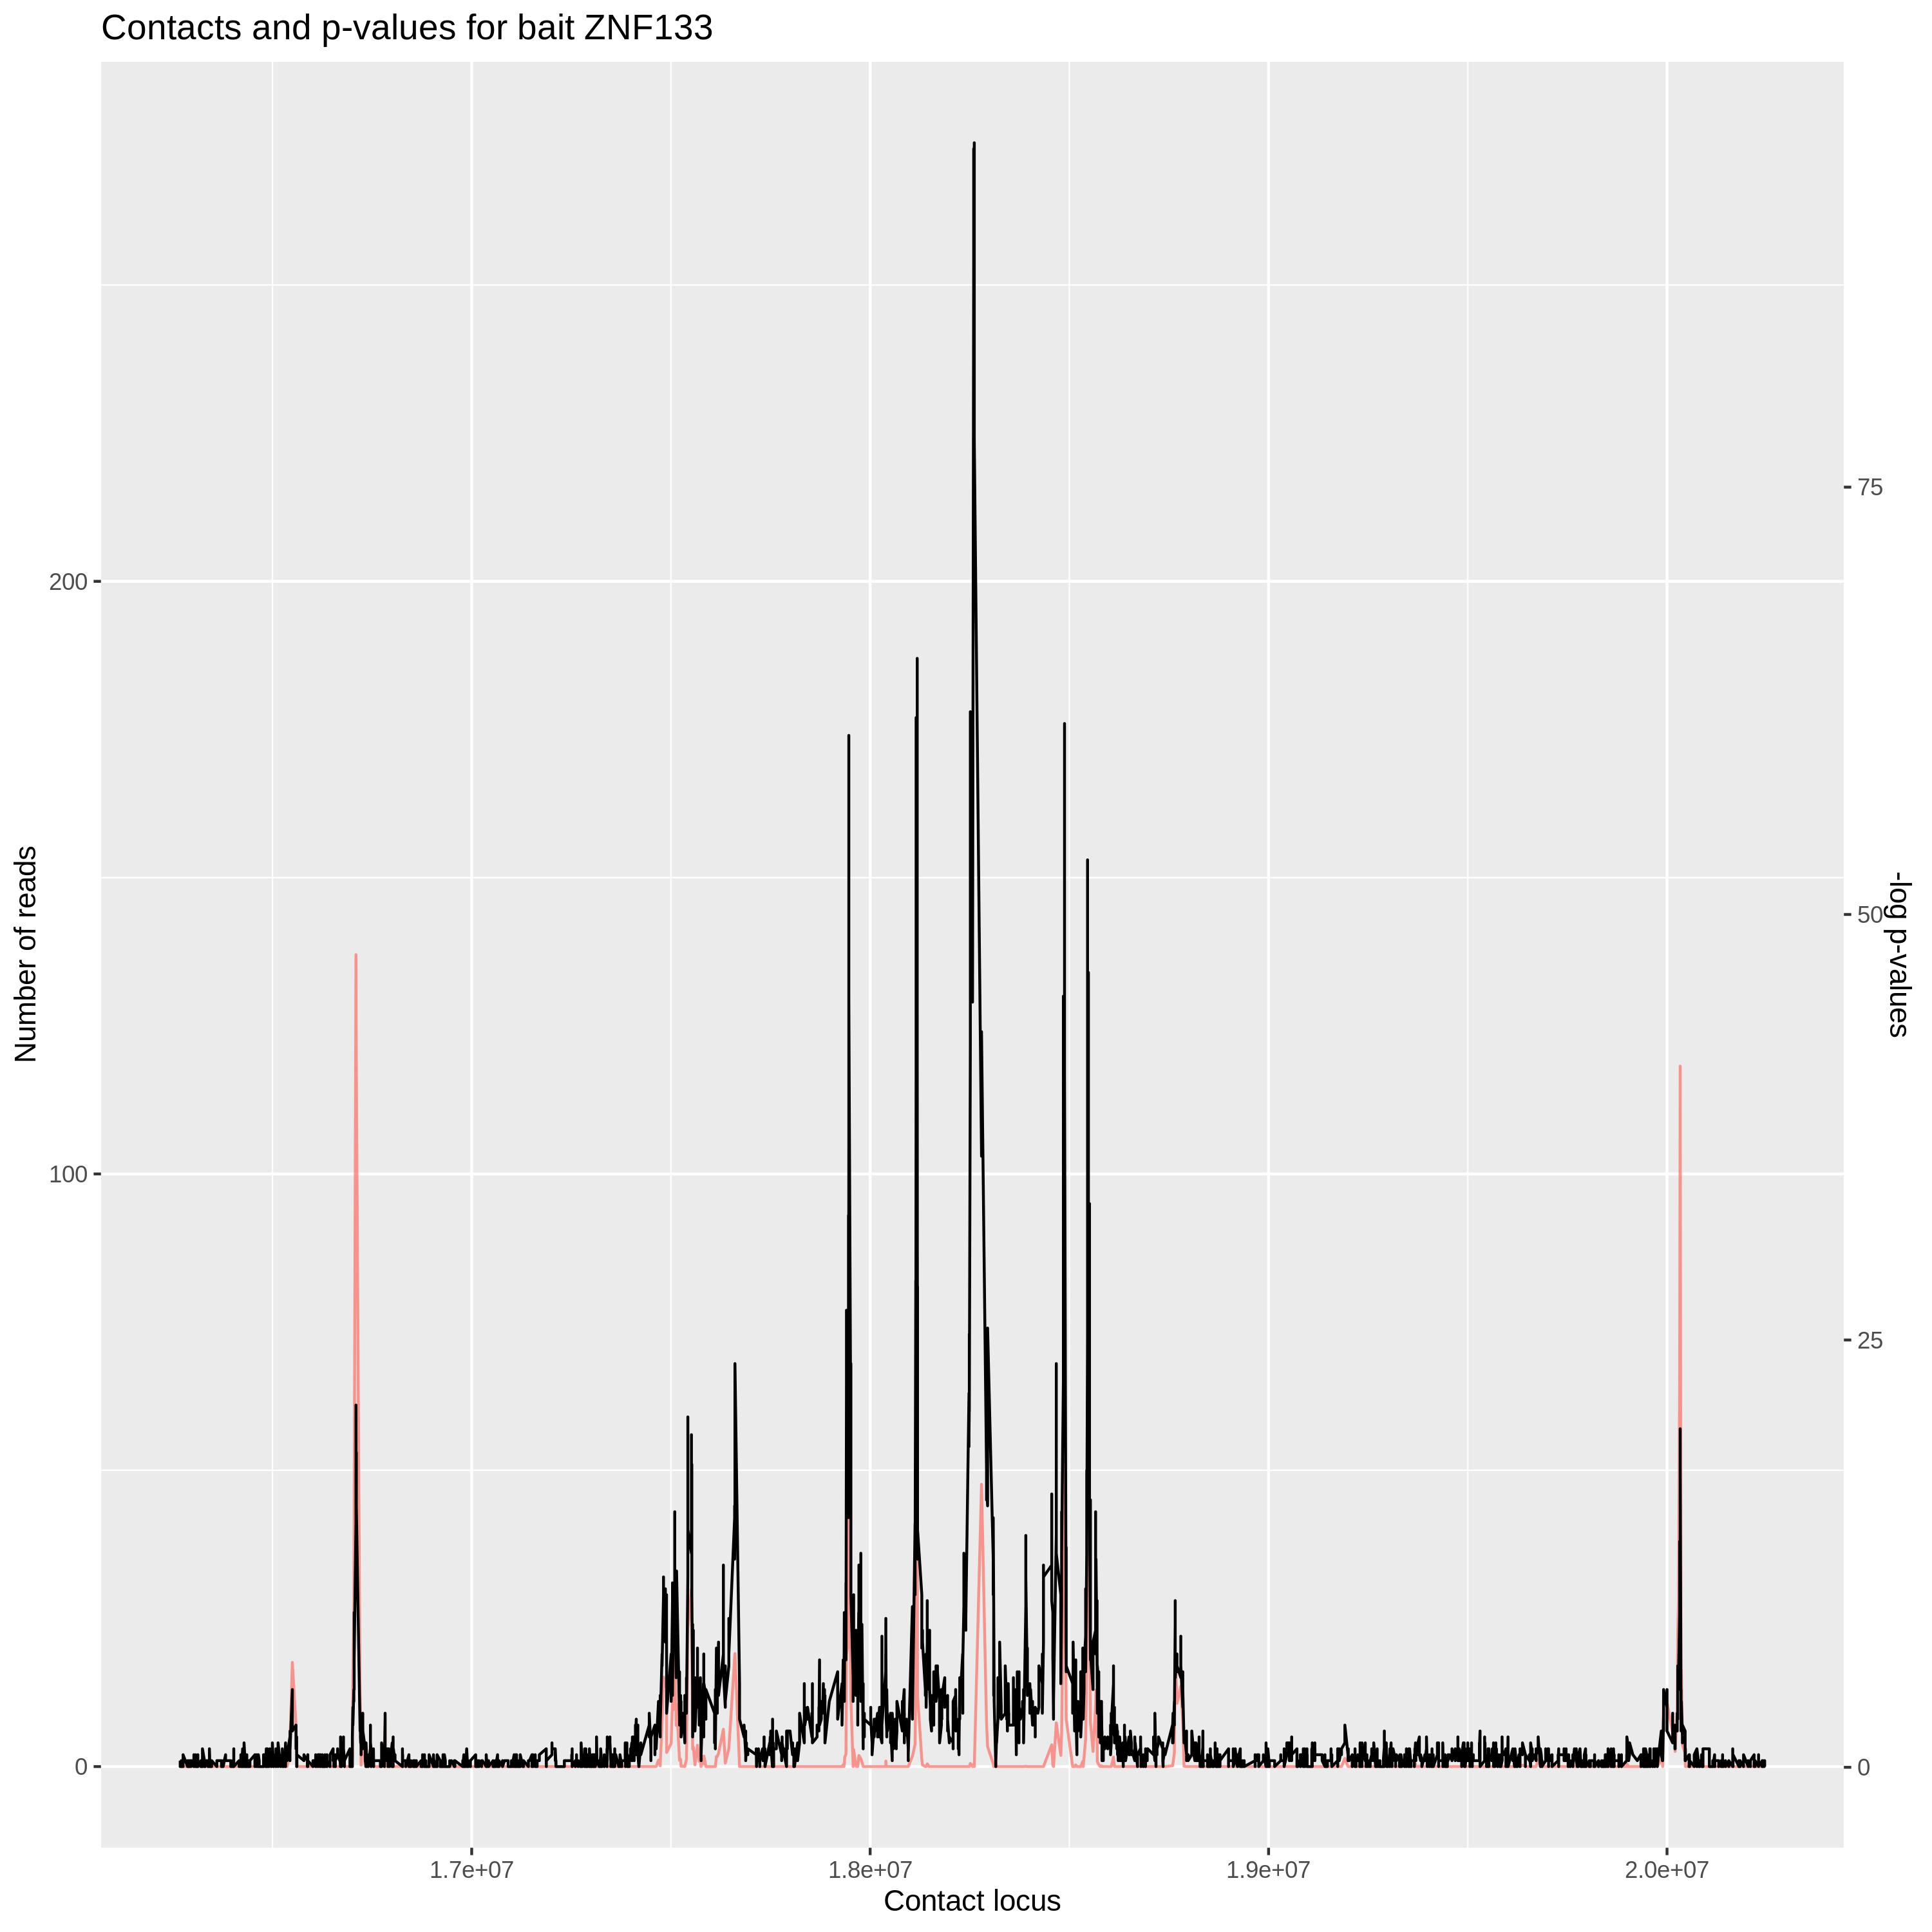 Contacts and p-values for bait ZNF133
Number of reads
200
100
0
75
50
25
0
-log p-values
1.7e+07
1.8e+07
1.9e+07
2.0e+07
Contact locus